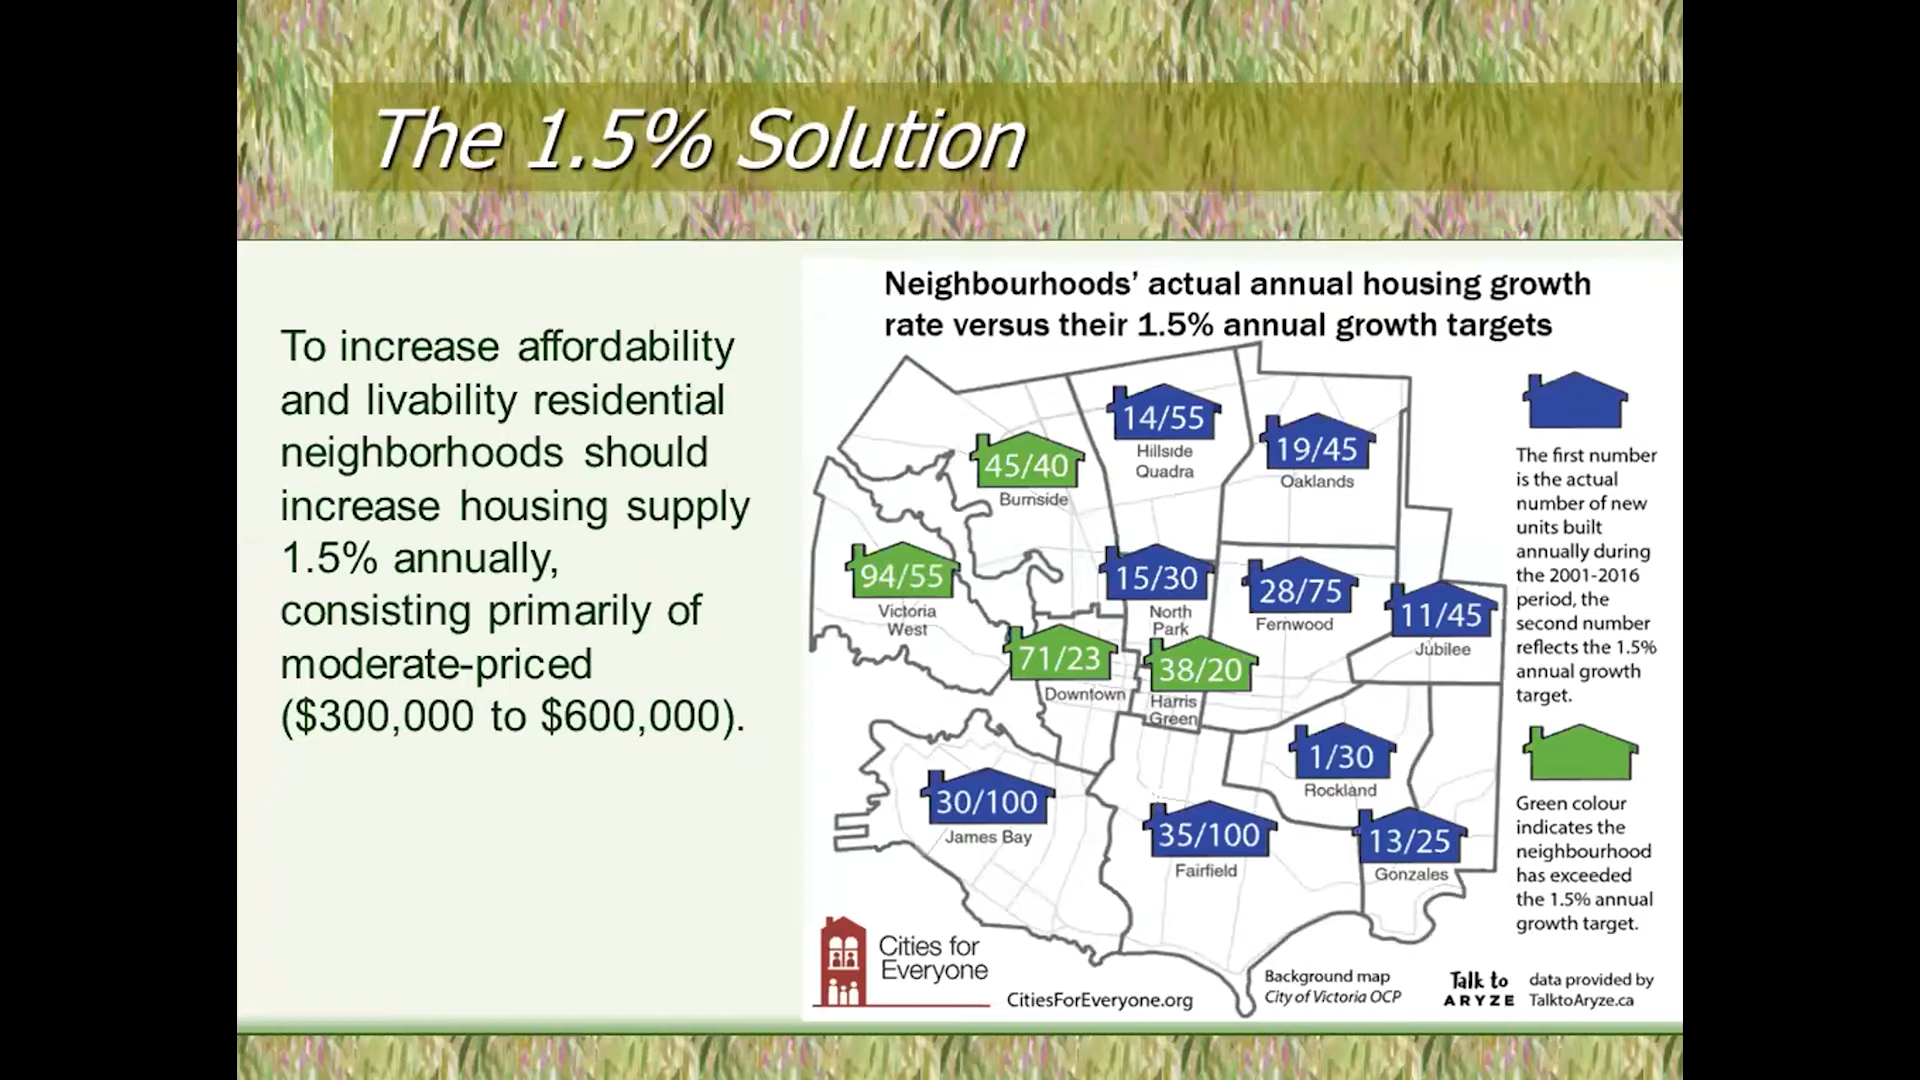 The 1.5% Solution
To increase affordability
and livability residential
neighborhoods should
increase housing supply
1.5% annually,
consisting primarily of
moderate-priced
($300,000 to $600,000).
Neighbourhoods' actual annual housing growth
rate versus their 1.5% annual growth targets
14/55
Hillside
Quadra
19/45
Oaklands
45/40
Burnside
94/55
Victoria
West
15/30
North
Park
28/75
Fernwood
11/45
Jubilee
71/23
Downtown
38/20
Harris
Green
1/30
Rockland
30/100
James Bay
35/100
Fairfield
13/25
Gonzales
The first number
is the actual
number of new
units built
annually during
the 2001-2016
period, the
second number
reflects the 1.5%
annual growth
target.
Green colour
indicates the
neighbourhood
has exceeded
the 1.5% annual
growth target.
Cities for
Everyone
CitiesForEveryone.org
Background map
City of Victoria OCP
Talk to
ARYZE
data provided by
TalktoAryze.ca